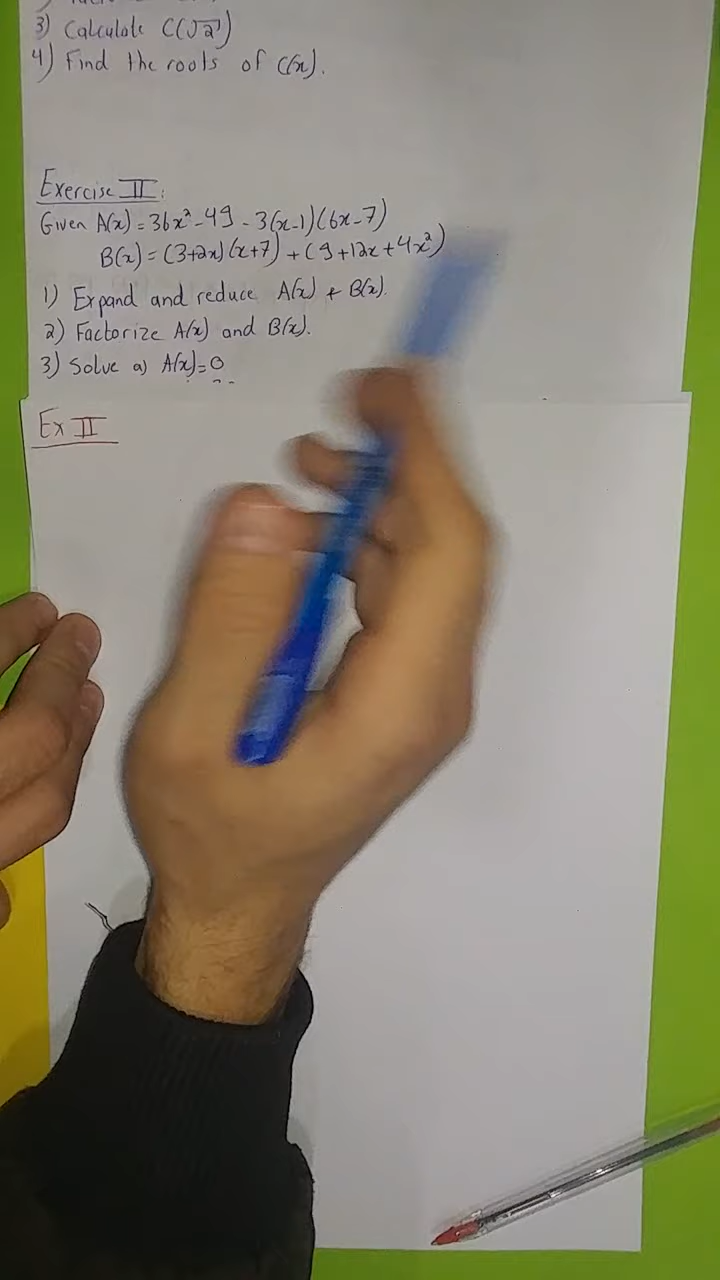 3) Calculate C(√2)
4) Find the roots of C(x).
Exercise II:
Given A(x) = 36x² - 49 - 3(x-1)(6x-7)
B(x) = (3+2x)(x+7) + (9+12x+4x²)
1) Expand and reduce A(x) + B(x).
2) Factorize A(x) and B(x).
3) Solve a) A(x)=0
Ex II